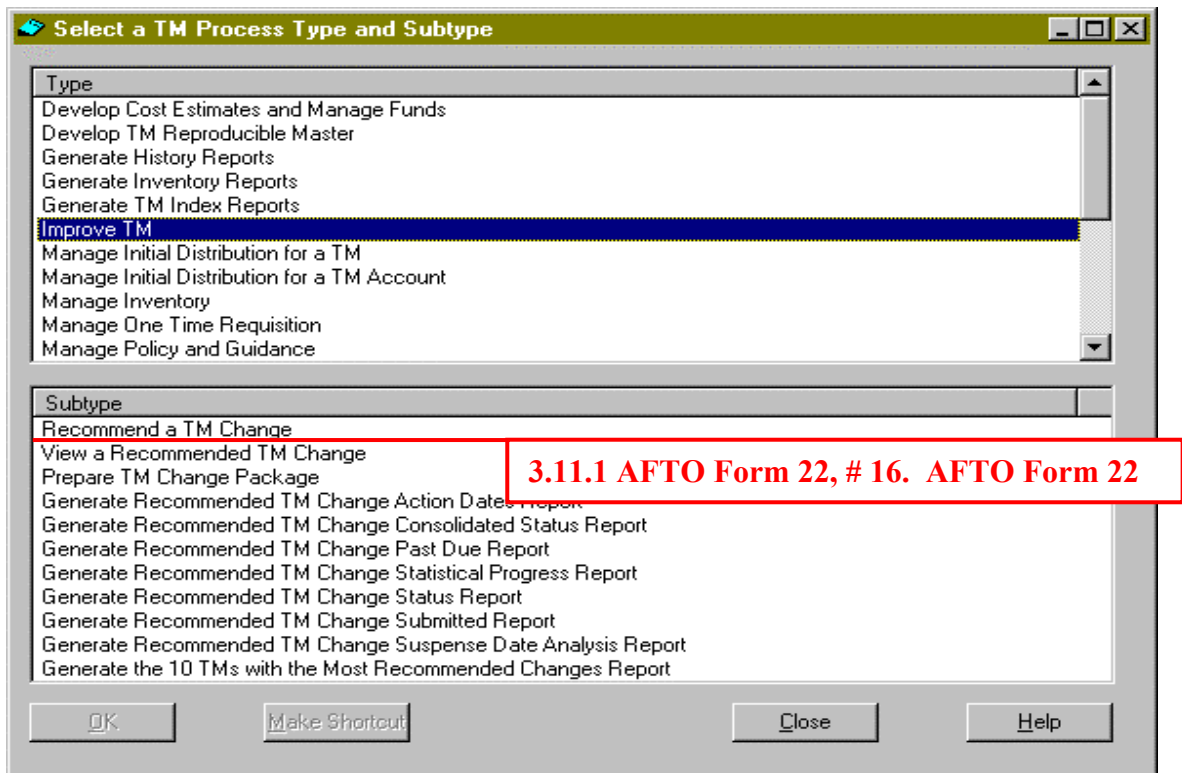 Select a TM Process Type and Subtype
Type
Develop Cost Estimates and Manage Funds
Develop TM Reproducible Master
Generate History Reports
Generate Inventory Reports
Generate TM Index Reports
Improve TM
Manage Initial Distribution for a TM
Manage Initial Distribution for a TM Account
Manage Inventory
Manage One Time Requisition
Manage Policy and Guidance
Subtype
Recommend a TM Change
View a Recommended TM Change
3.11.1 AFTO Form 22, # 16. AFTO Form 22
Prepare TM Change Package
Generate Recommended TM Change Action Dates Report
Generate Recommended TM Change Consolidated Status Report
Generate Recommended TM Change Past Due Report
Generate Recommended TM Change Statistical Progress Report
Generate Recommended TM Change Status Report
Generate Recommended TM Change Submitted Report
Generate Recommended TM Change Suspense Date Analysis Report
Generate the 10 TMs with the Most Recommended Changes Report
OK Make Shortcut Close Help